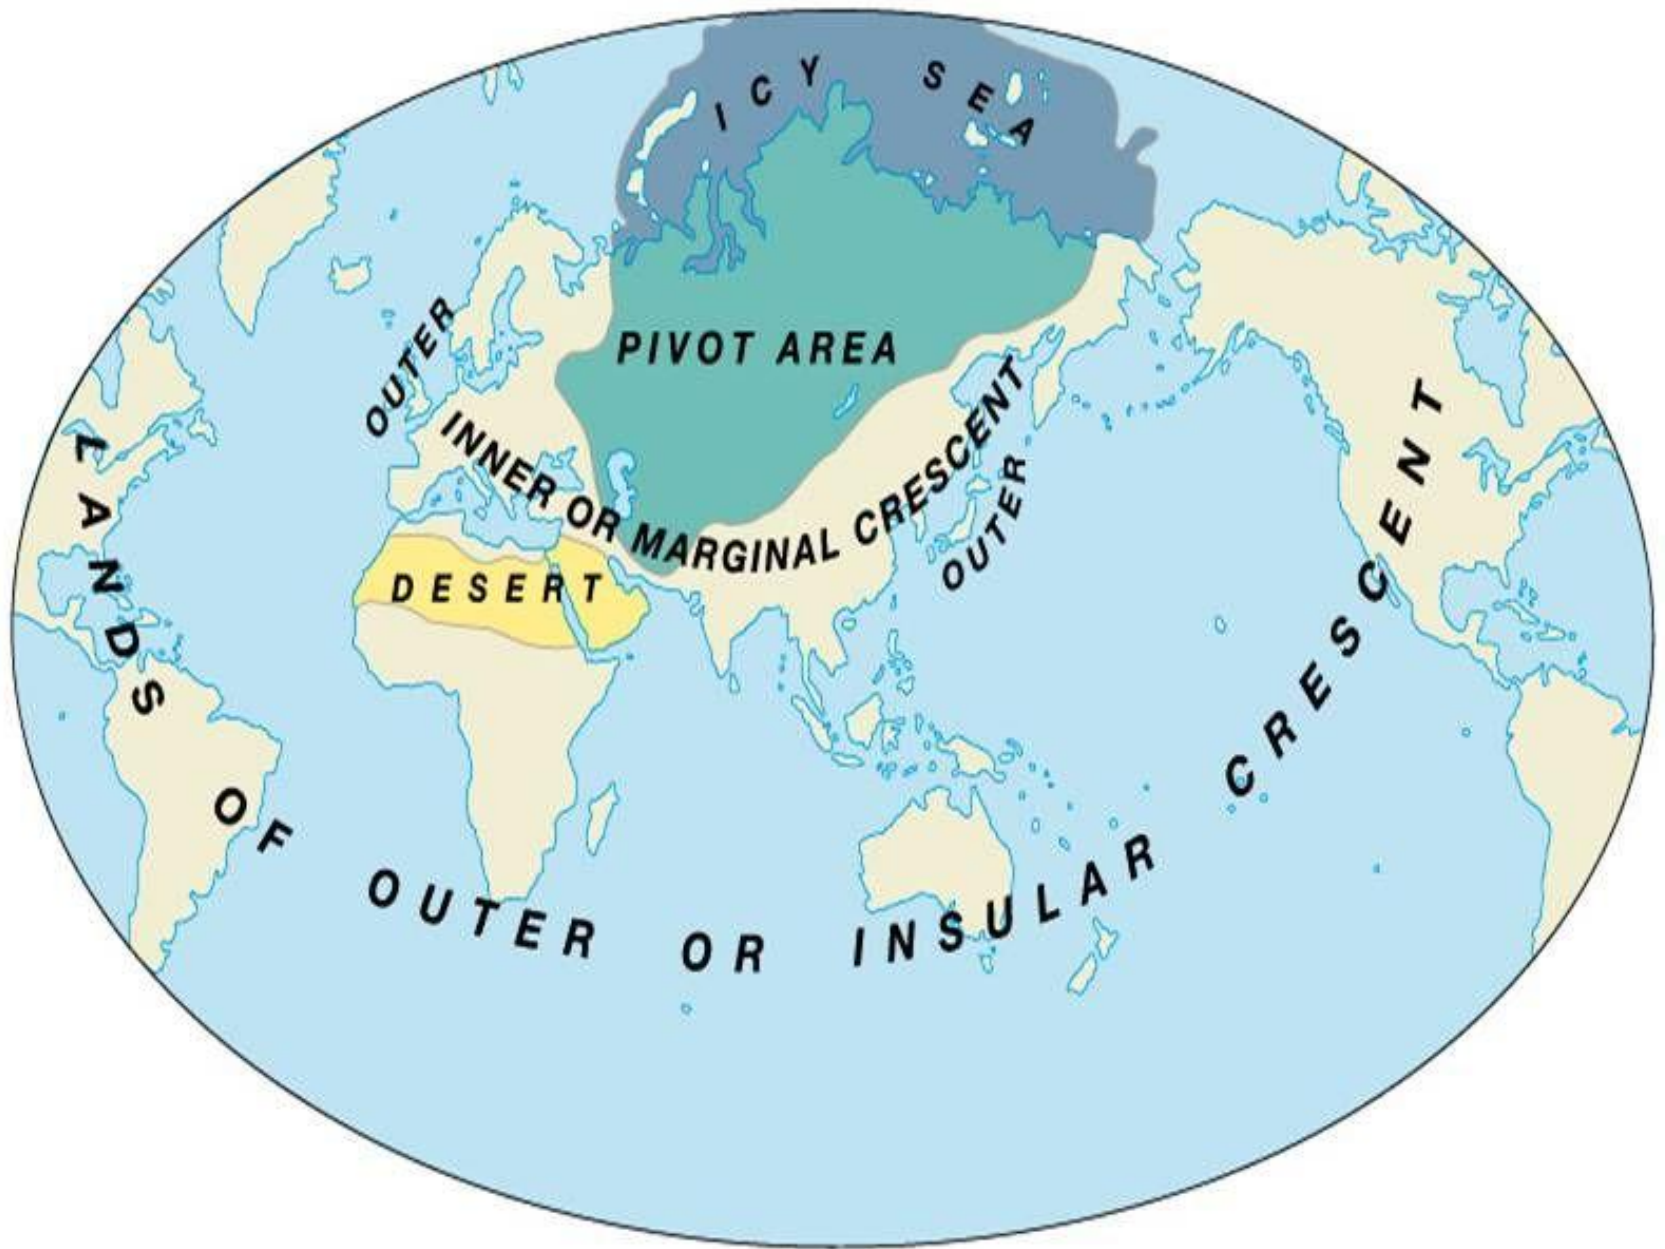 ICY SEA
PIVOT AREA
OUTER
INNER OR MARGINAL CRESCENT
OUTER
DESERT
LANDS OF OUTER OR INSULAR CRESCENT